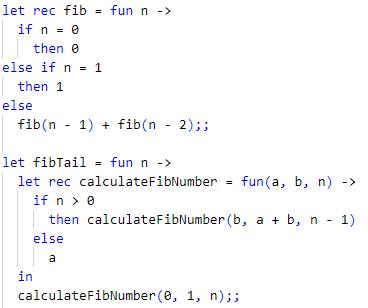 let rec fib = fun n ->
  if n = 0
    then 0
else if n = 1
  then 1
else
  fib(n - 1) + fib(n - 2);;

let fibTail = fun n ->
  let rec calculateFibNumber = fun(a, b, n) ->
    if n > 0
      then calculateFibNumber(b, a + b, n - 1)
    else
      a
  in
  calculateFibNumber(0, 1, n);;